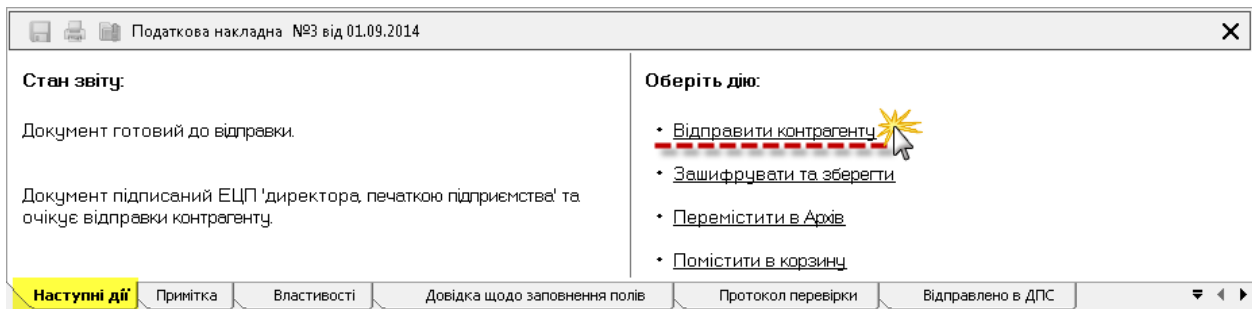 Податкова накладна №3 від 01.09.2014
Стан звіту:
Документ готовий до відправки.
Документ підписаний ЕЦП 'директора, печаткою підприємства' та
очікує відправки контрагенту.
Оберіть дію:
• Відправити контрагенту
• Зашифрувати та зберегти
• Перемістити в Архів
• Помістити в корзину
Наступні дії Примітка Властивості Довідка щодо заповнення полів Протокол перевірки Відправлено в ДПС